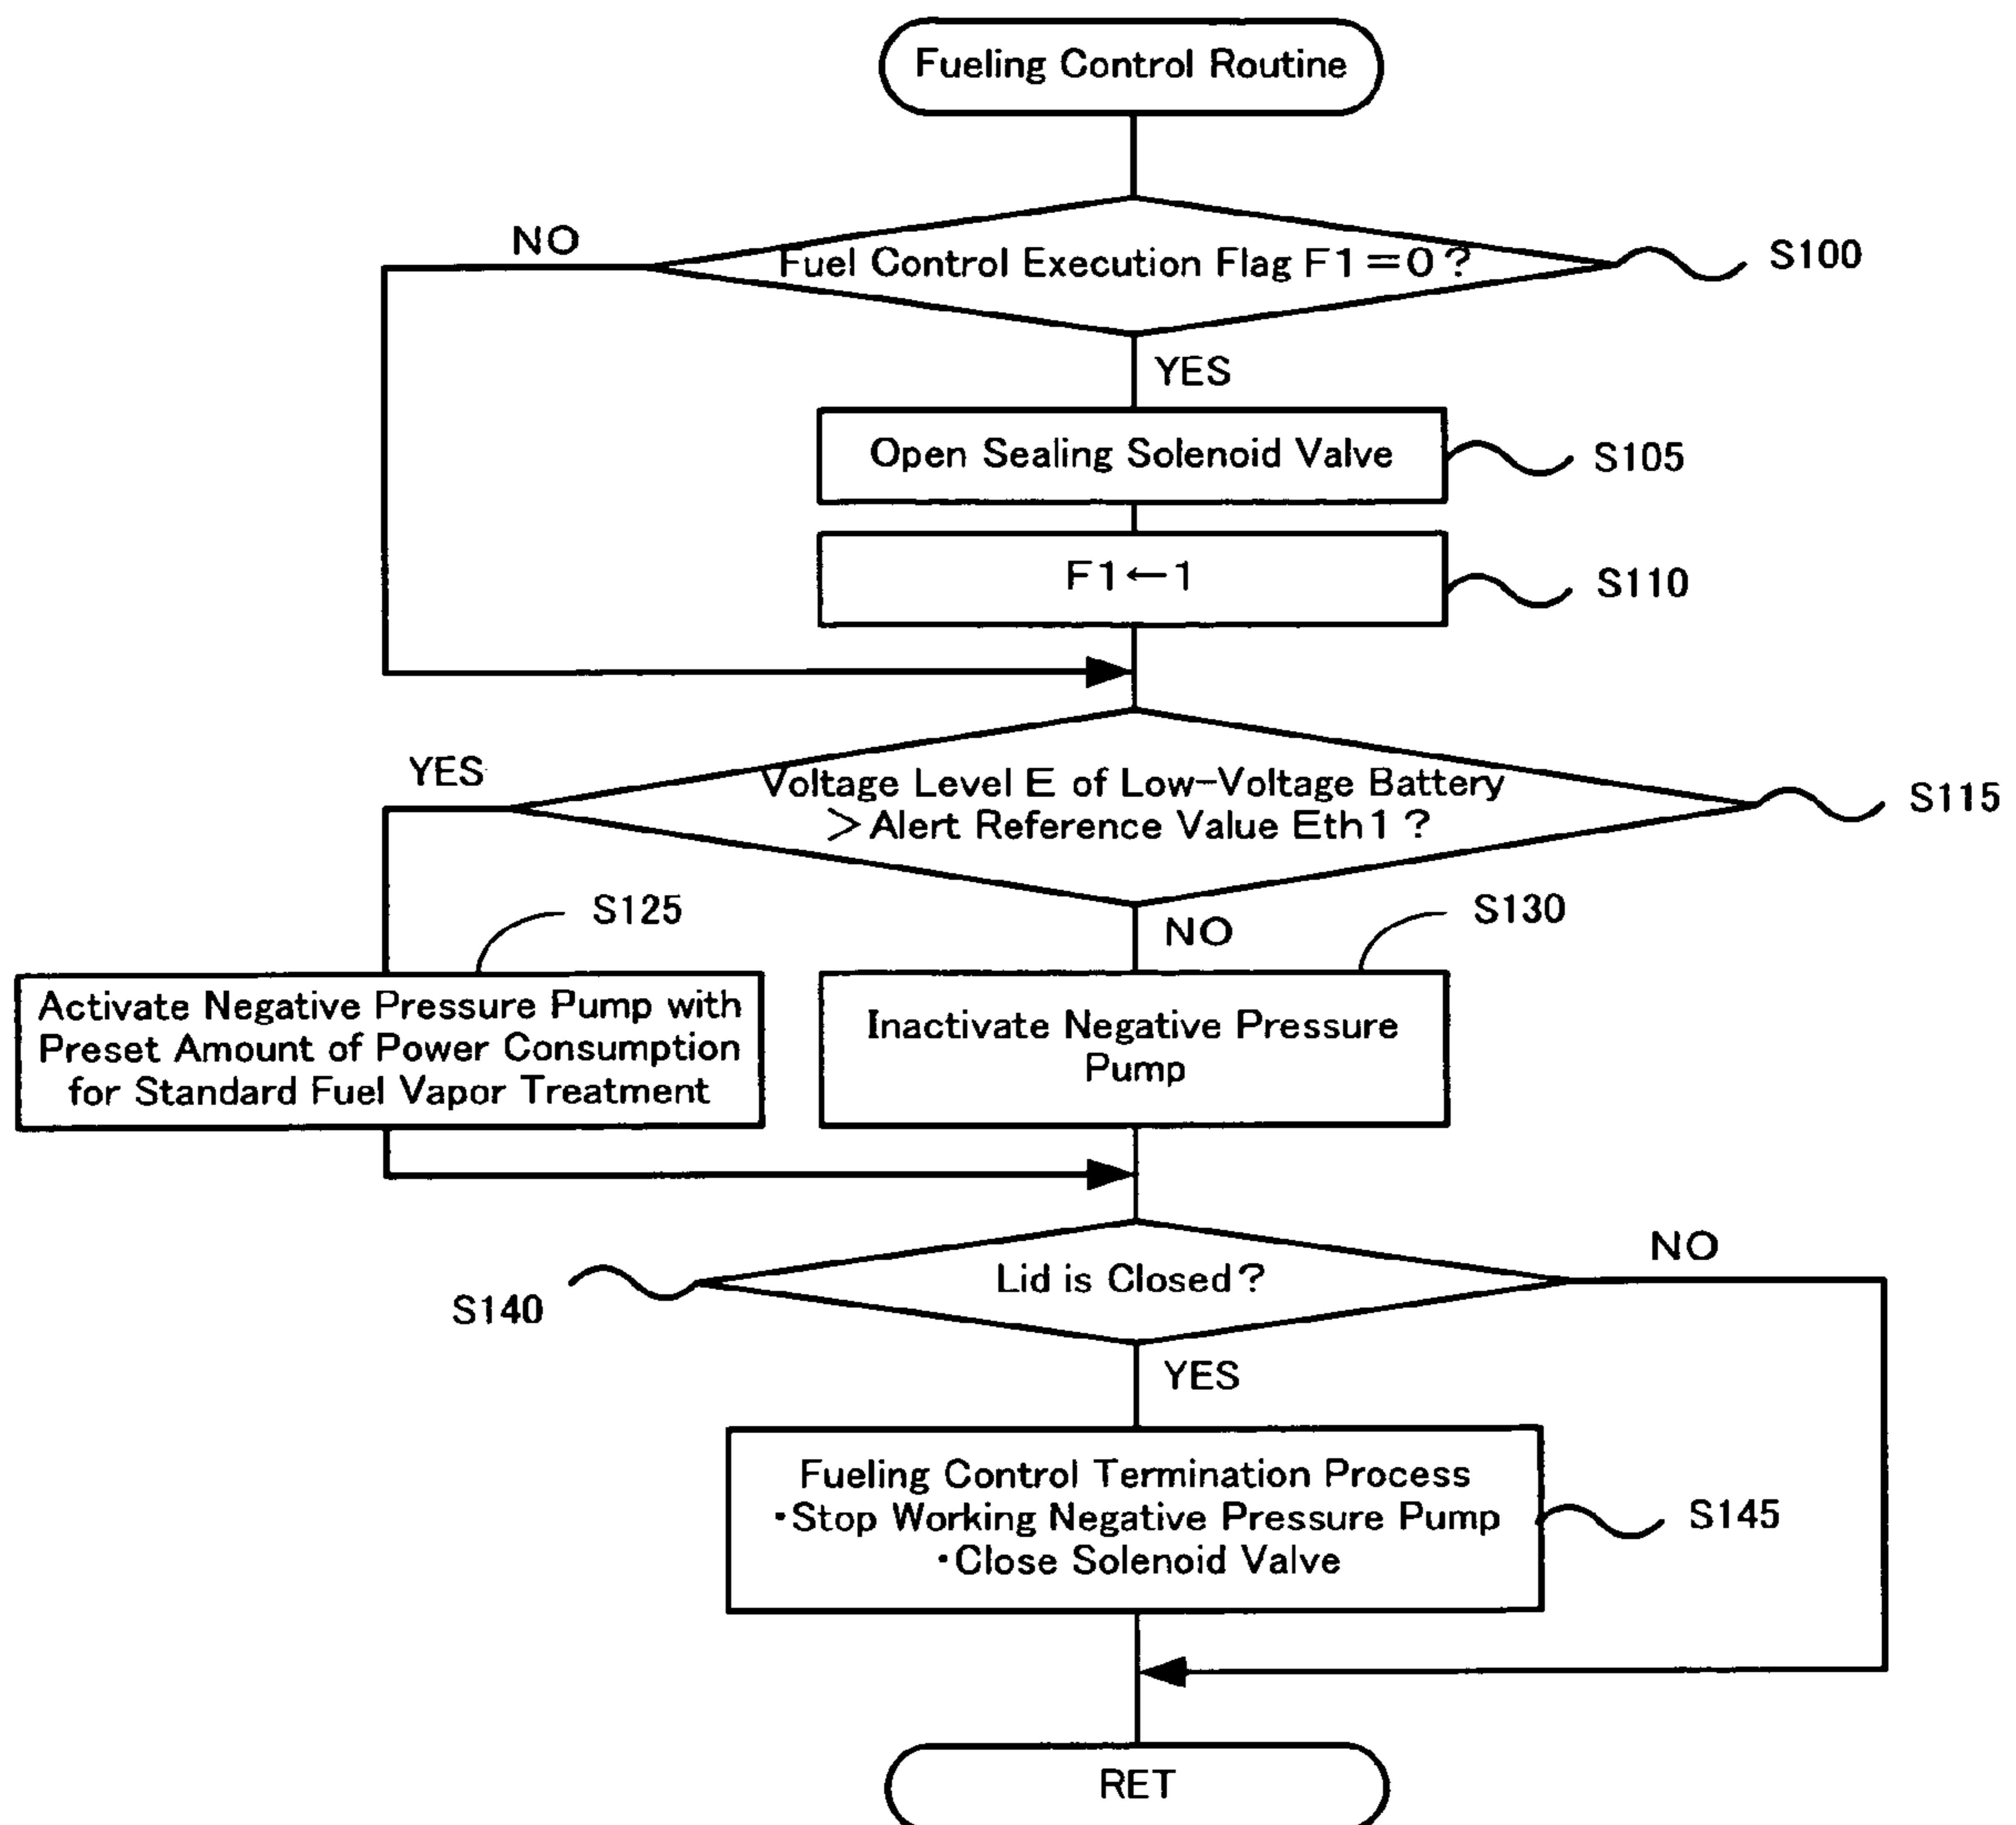 Fueling Control Routine
NO
Fuel Control Execution Flag F1=0?
S100
YES
Open Sealing Solenoid Valve
S105
F1←1
S110
YES
Voltage Level E of Low-Voltage Battery
>Alert Reference Value Eth1?
S115
S125
NO
S130
Activate Negative Pressure Pump with
Preset Amount of Power Consumption
for Standard Fuel Vapor Treatment
Inactivate Negative Pressure
Pump
NO
Lid is Closed?
S140
YES
Fueling Control Termination Process
・Stop Working Negative Pressure Pump
・Close Solenoid Valve
S145
RET